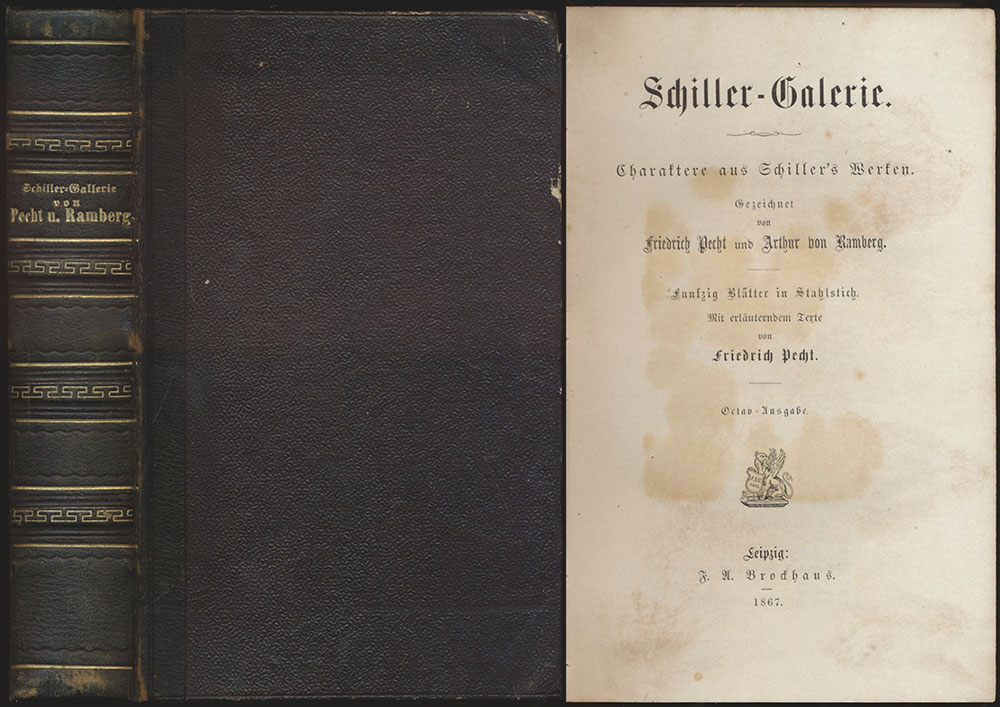 Schiller-Gallerie
von
Pecht u. Ramberg.
Schiller-Galerie.
Charaktere aus Schiller's Werken.
Gezeichnet
von
Friedrich Pecht und Arthur von Ramberg.
Funfzig Blätter in Stahlstich.
Mit erläuterndem Texte
von
Friedrich Pecht.
Octav-Ausgabe.
Leipzig:
F. A. Brockhaus.
1867.